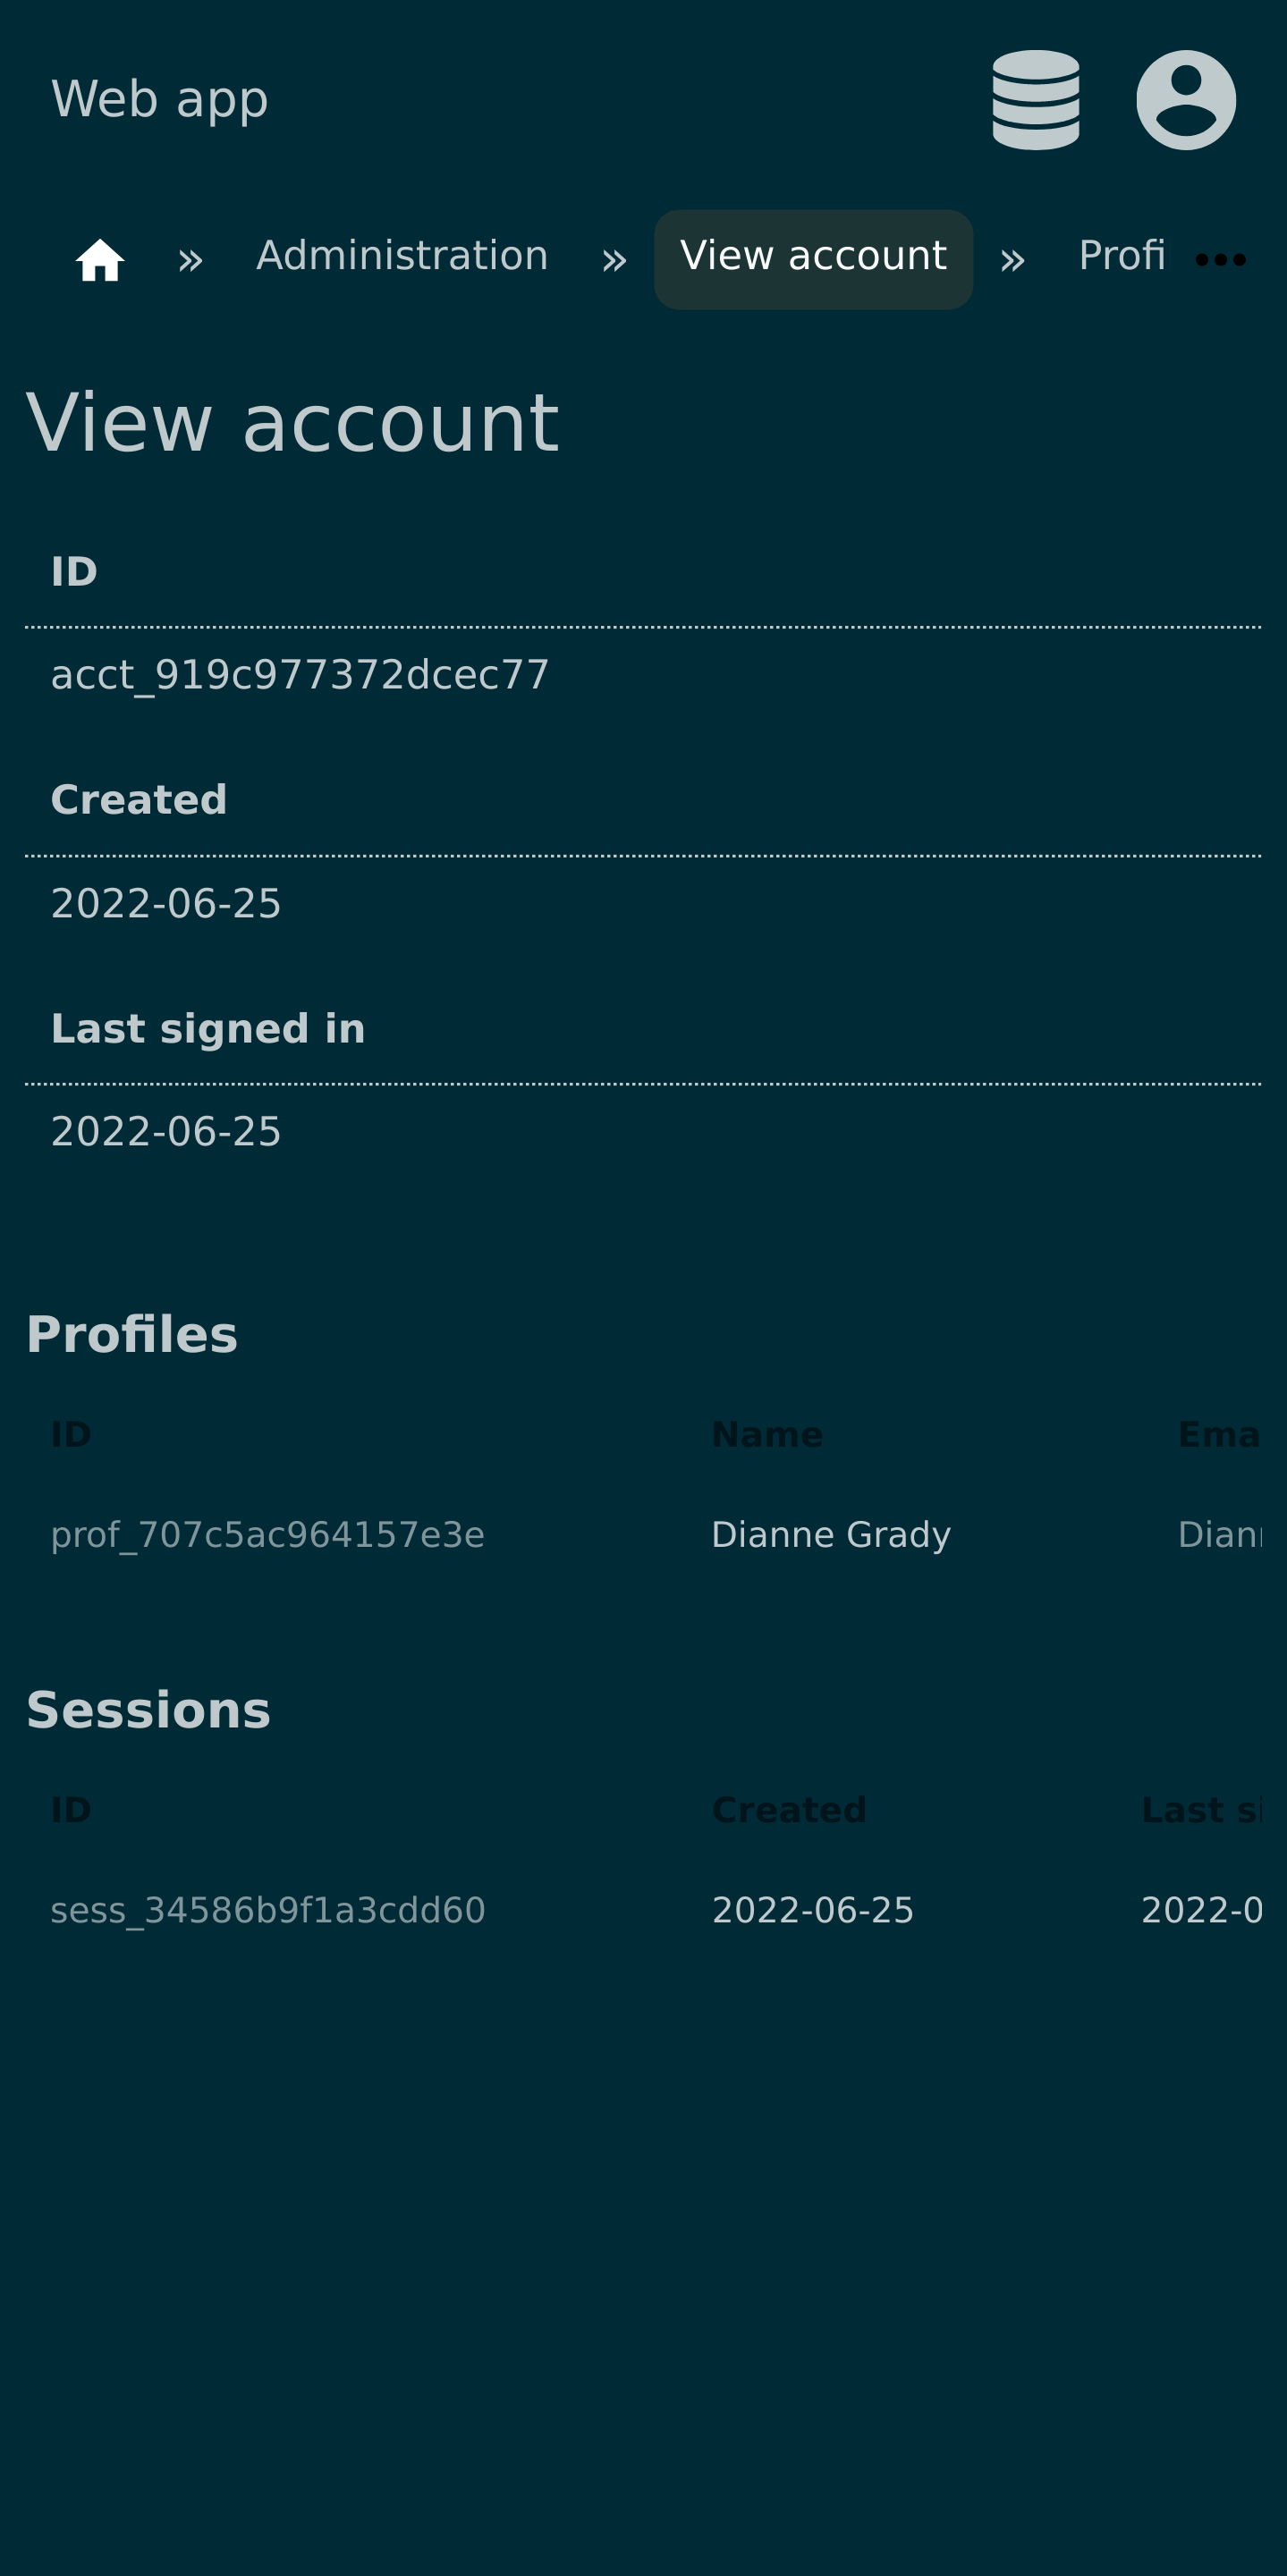 Web app
» Administration » View account » Profi •••
View account
ID
acct_919c977372dcec77
Created
2022-06-25
Last signed in
2022-06-25
Profiles
ID Name Ema
prof_707c5ac964157e3e Dianne Grady Dian
Sessions
ID Created Last si
sess_34586b9f1a3cdd60 2022-06-25 2022-0